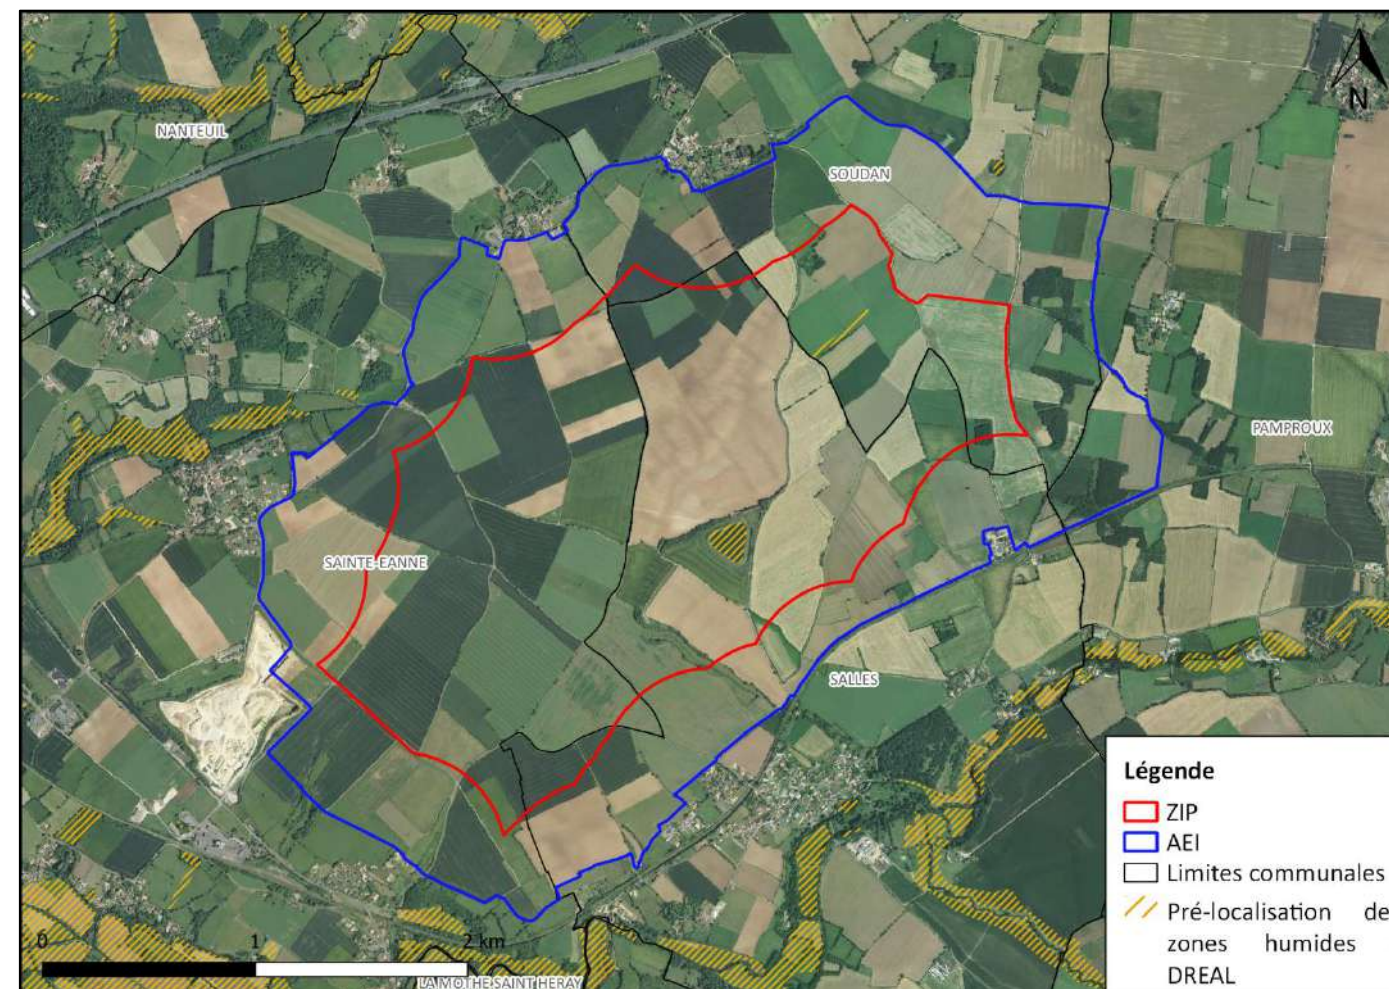 N
NANTEUIL
SOUDAN
PAMPROUX
SAINTE-EANNE
SALLES
0 1 2 km
LA MOTHE SAINT HERAY
Légende
ZIP
AEI
Limites communales
Pré-localisation de
zones humides
DREAL